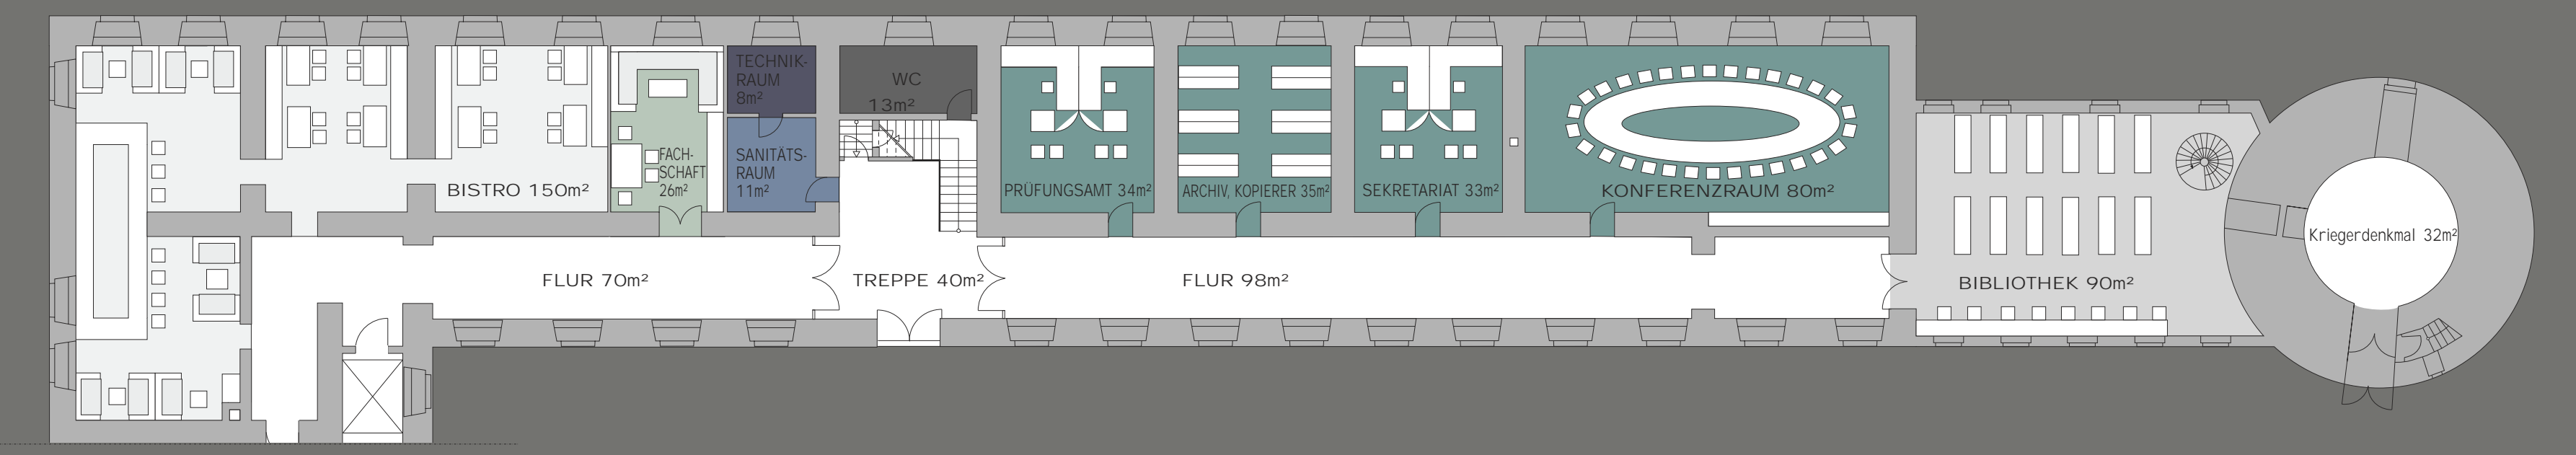 TECHNIK-
RAUM
8m²
WC
13m²
FACH-
SCHAFT
26m²
SANITÄTS-
RAUM
11m²
BISTRO 150m²
PRÜFUNGSAMT 34m²
ARCHIV, KOPIERER 35m²
SEKRETARIAT 33m²
KONFERENZRAUM 80m²
Kriegerdenkmal 32m²
FLUR 70m²
TREPPE 40m²
FLUR 98m²
BIBLIOTHEK 90m²